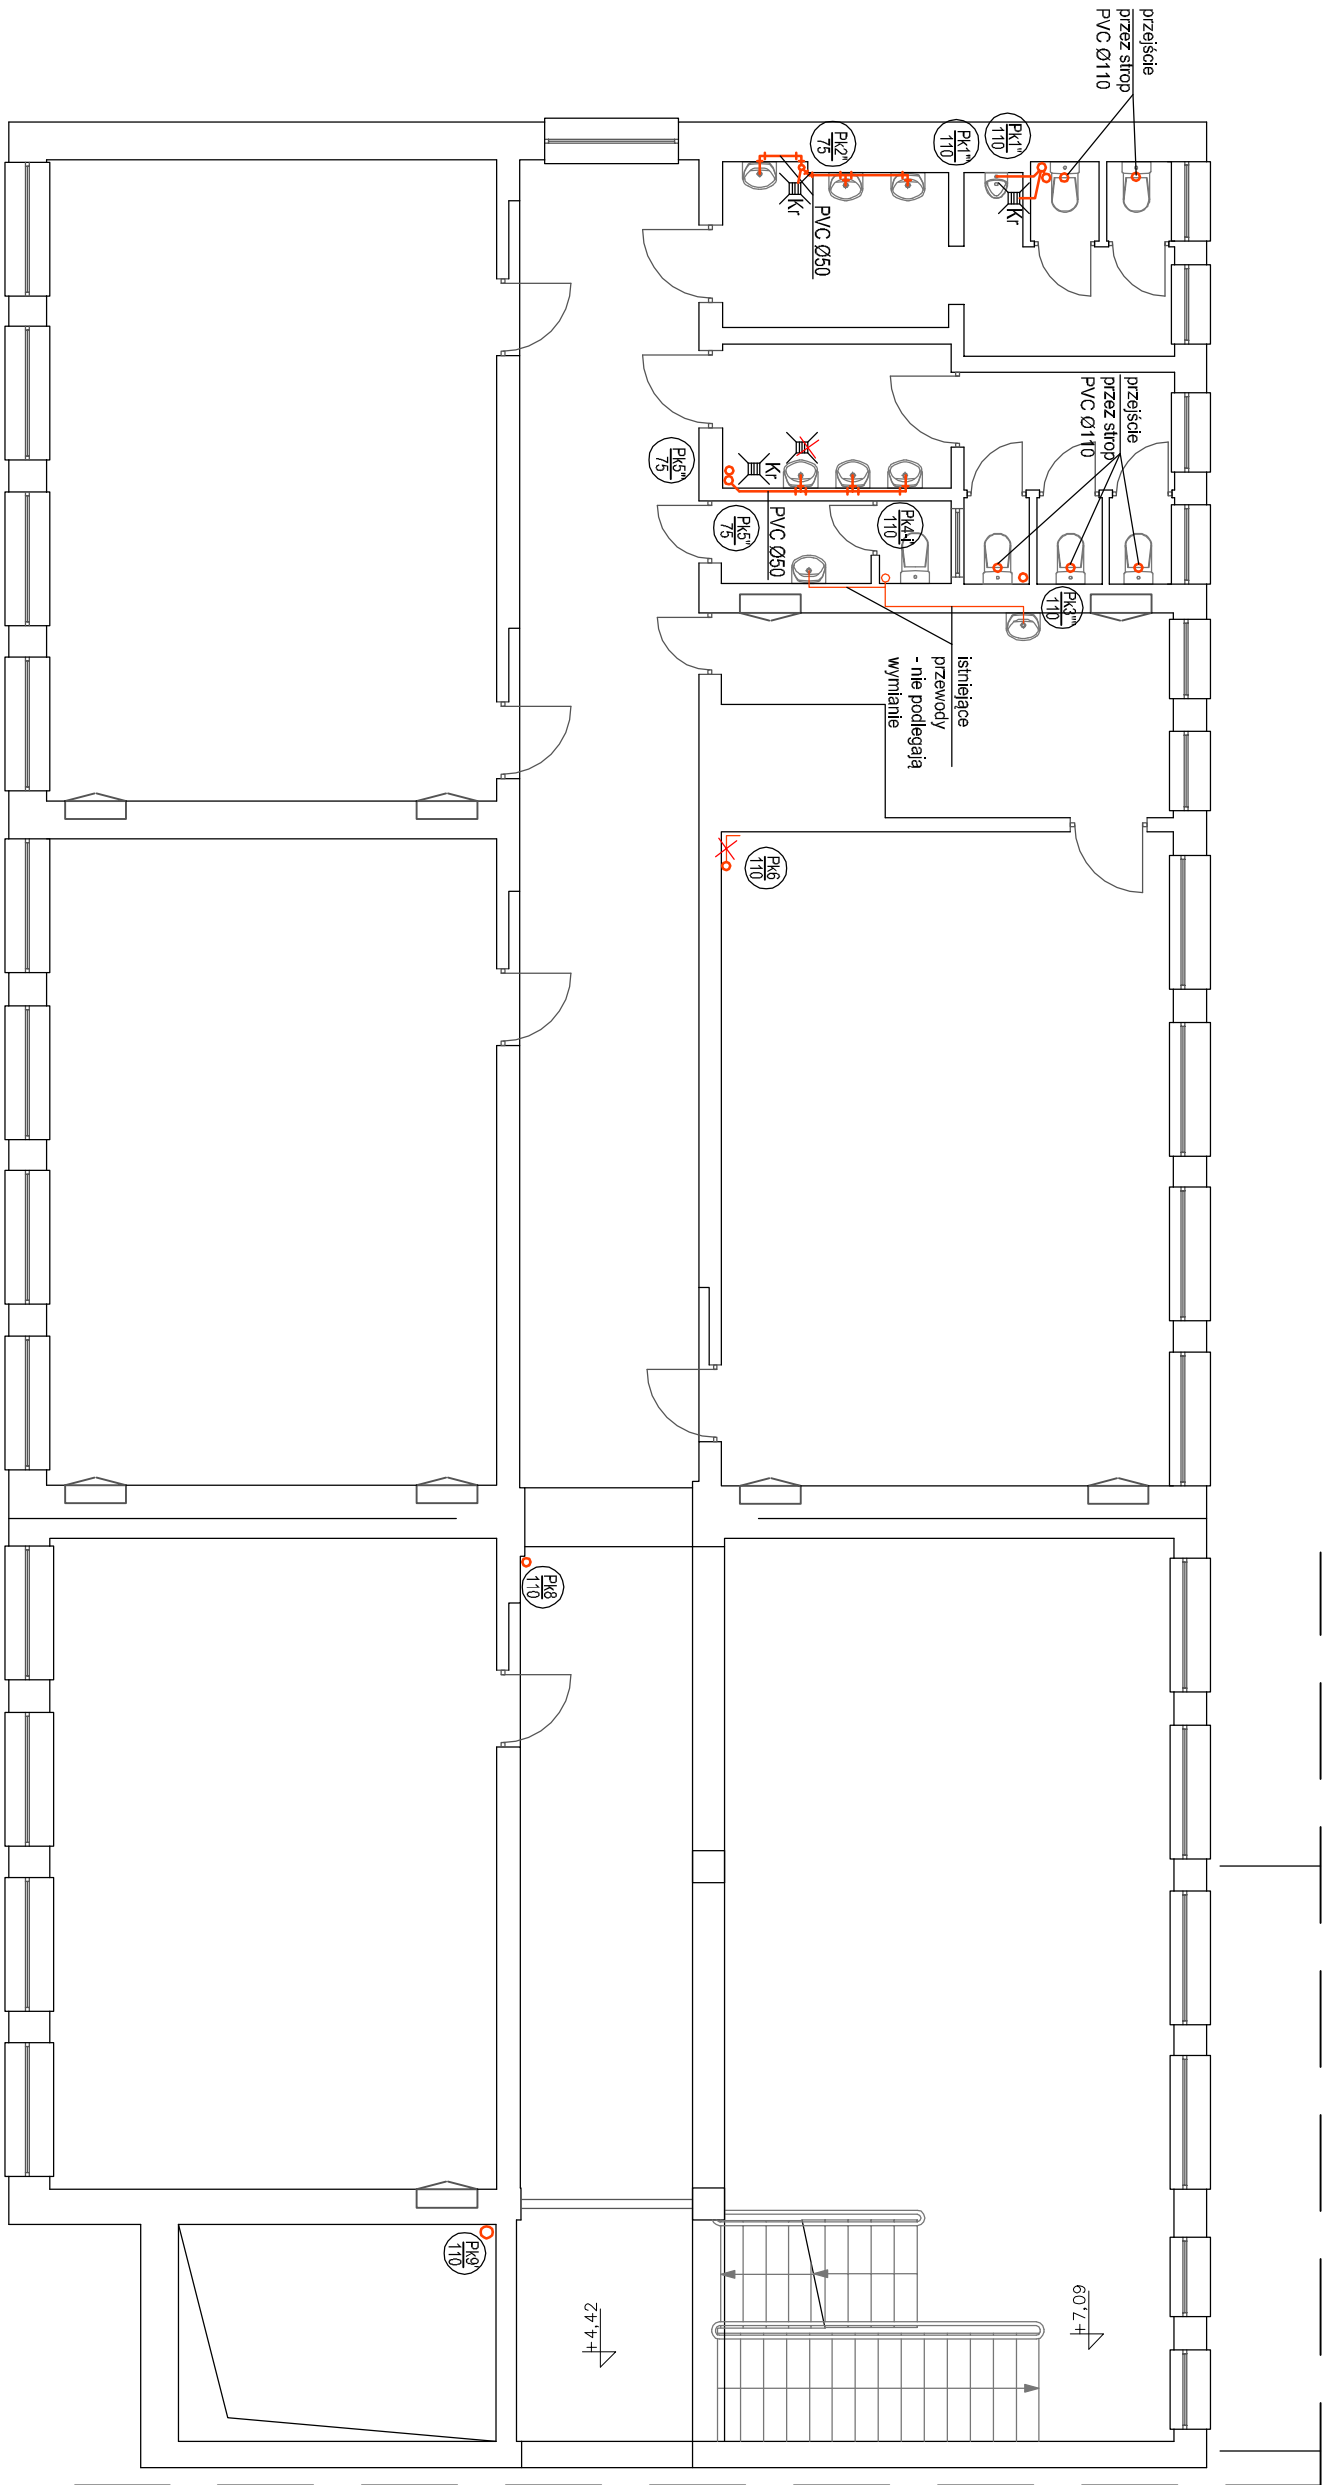 przejście
przez strop
PVC Ø110
Pk1"
110
Pk1"
110
Pk2"
75
Kr
Kr
PVC Ø50
przejście
przez strop
PVC Ø110
Kr
Pk5"
75
Pk5"
75
PVC Ø50
110
Pk3"
110
istniejące
przewody
- nie podlegają
wymianie
Pk6
110
Pk8
110
Pk9'
110
+4,42
+7,09